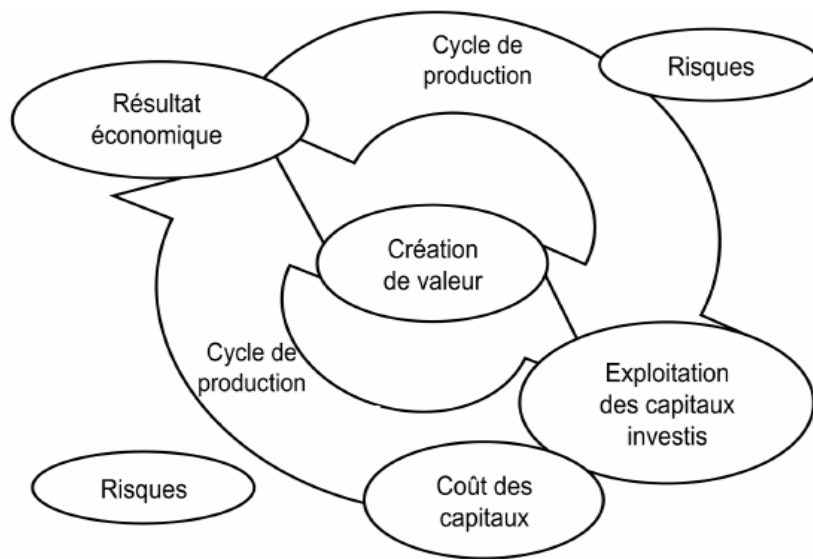 Cycle de
production
Risques
Résultat
économique
Création
de valeur
Cycle de
production
Exploitation
des capitaux
investis
Risques
Coût des
capitaux